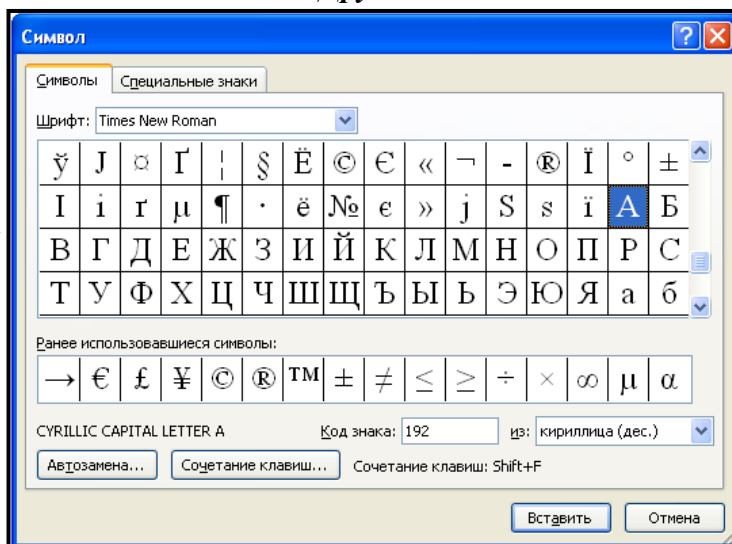 Символ
Символы Специальные знаки
Шрифт: Times New Roman
ў Ј ¤ Ґ ¦ § Ё © Є « ¬ - ® Ї ° ±
І і ґ µ ¶ · ё № є » ј Ѕ ѕ ї А Б
В Г Д Е Ж З И Й К Л М Н О П Р С
Т У Ф Х Ц Ч Ш Щ Ъ Ы Ь Э Ю Я а б
Ранее использовавшиеся символы:
→ € £ ¥ © ® ™ ± ≠ ≤ ≥ ÷ × ∞ µ α
CYRILLIC CAPITAL LETTER A Код знака: 192 из: кириллица (дес.)
Автозамена... Сочетание клавиш... Сочетание клавиш: Shift+F
Вставить Отмена